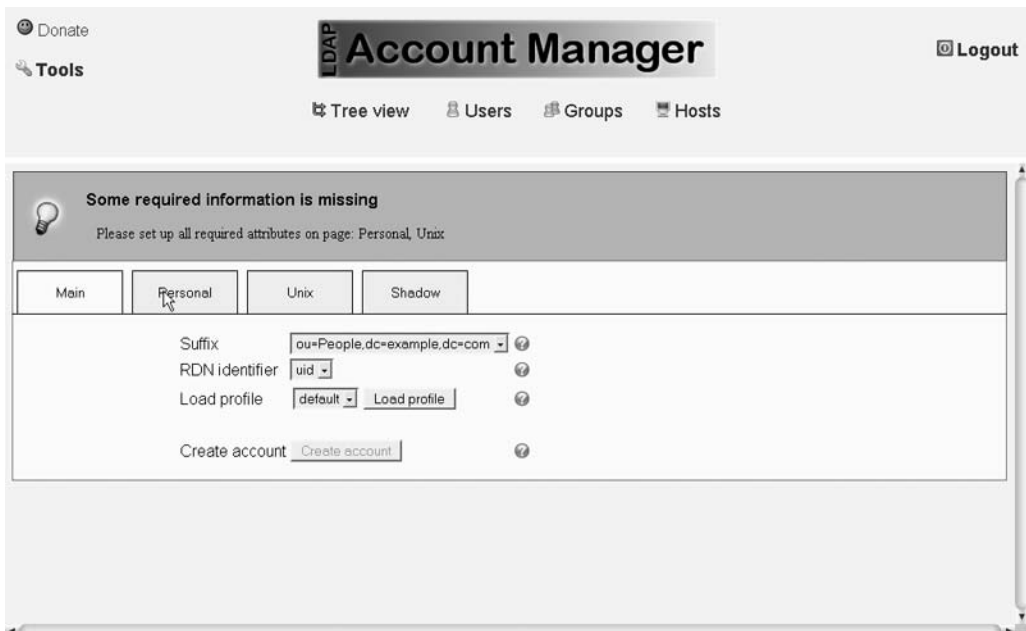 Donate
Tools
LDAP Account Manager
Logout
Tree view Users Groups Hosts
Some required information is missing
Please set up all required attributes on page: Personal, Unix
Main Personal Unix Shadow
Suffix ou=People,dc=example,dc=com
RDN identifier uid
Load profile default Load profile
Create account Create account